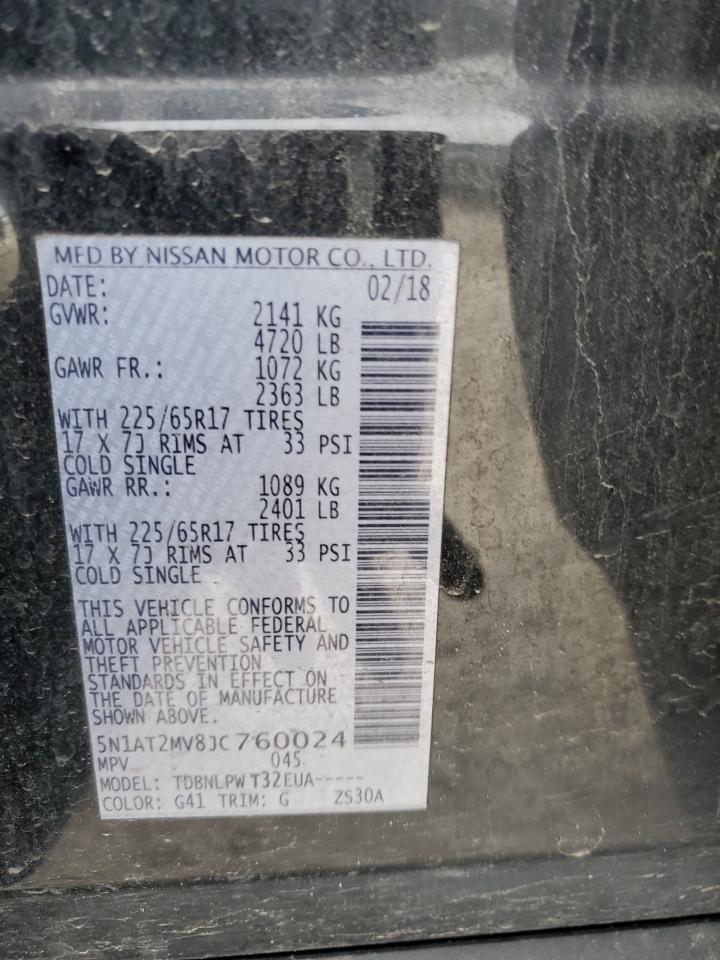 MFD BY NISSAN MOTOR CO., LTD.
DATE: 02/18
GVWR: 2141 KG
4720 LB
GAWR FR.: 1072 KG
2363 LB
WITH 225/65R17 TIRES
17 X 7J RIMS AT 33 PSI
COLD SINGLE
GAWR RR.: 1089 KG
2401 LB
WITH 225/65R17 TIRES
17 X 7J RIMS AT 33 PSI
COLD SINGLE
THIS VEHICLE CONFORMS TO
ALL APPLICABLE FEDERAL
MOTOR VEHICLE SAFETY AND
THEFT PREVENTION
STANDARDS IN EFFECT ON
THE DATE OF MANUFACTURE
SHOWN ABOVE.
5N1AT2MV8JC760024
MPV 045
MODEL: TDBNLPW T32EUA-----
COLOR: G41 TRIM: G ZS30A